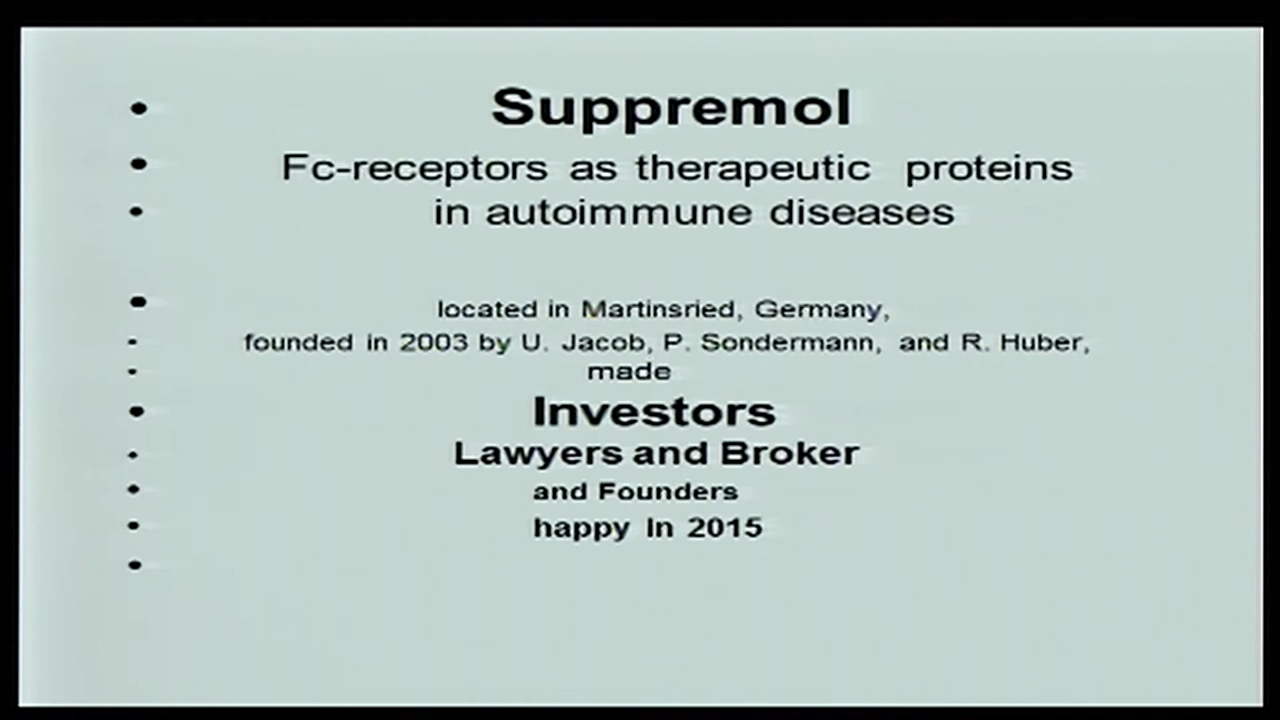 Suppremol
Fc-receptors as therapeutic proteins
in autoimmune diseases
located in Martinsried, Germany,
founded in 2003 by U. Jacob, P. Sondermann, and R. Huber,
made
Investors
Lawyers and Broker
and Founders
happy In 2015